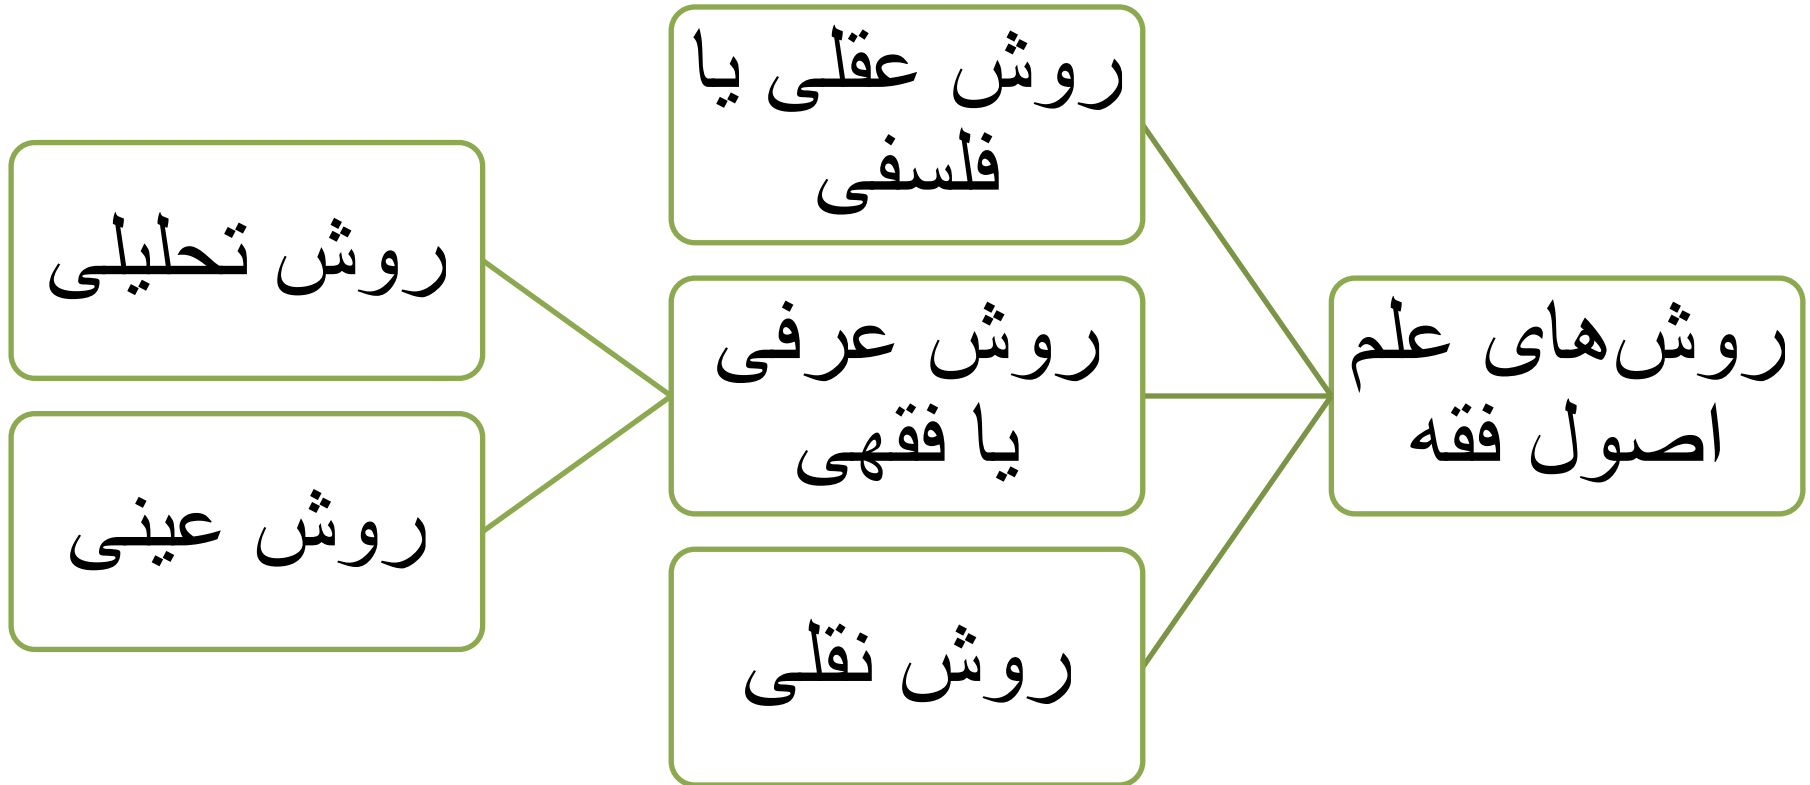 روش‌های علم
اصول فقه
روش عقلی یا
فلسفی
روش عرفی
یا فقهی
روش نقلی
روش تحلیلی
روش عینی